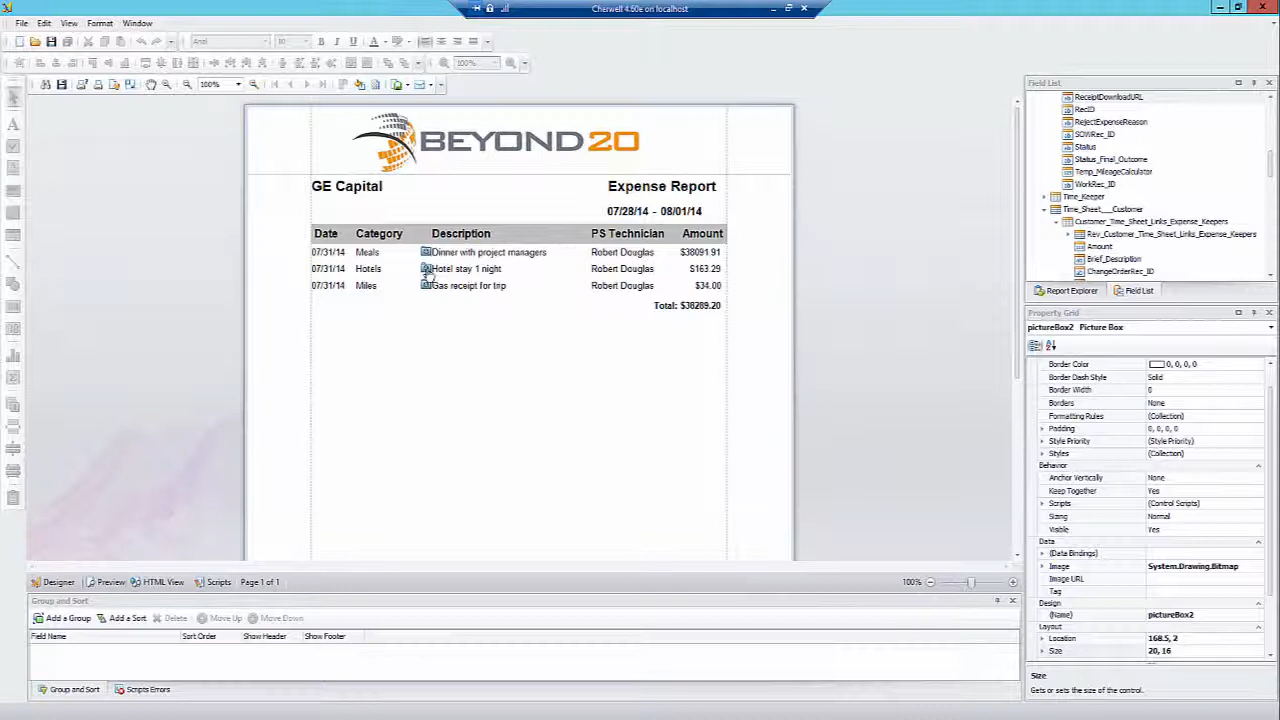 Cherwell 4.60e on localhost
File Edit View Format Window
Arial 10 B I U A
100%
100%
BEYOND20
GE Capital Expense Report
07/28/14 - 08/01/14
Date Category Description PS Technician Amount
07/31/14 Meals Dinner with project managers Robert Douglas $38091.91
07/31/14 Hotels Hotel stay 1 night Robert Douglas $163.29
07/31/14 Miles Gas receipt for trip Robert Douglas $34.00
Total: $38289.20
Designer Preview HTML View Scripts Page 1 of 1 100%
Group and Sort
Add a Group Add a Sort Delete Move Up Move Down
Field Name Sort Order Show Header Show Footer
Group and Sort Scripts Errors
Field List
ReceiptDownloadURL
RecID
RejectExpenseReason
SOWRec_ID
Status
Status_Final_Outcome
Temp_MileageCalculator
WorkRec_ID
Time_Keeper
Time_Sheet___Customer
Customer_Time_Sheet_Links_Expense_Keepers
Rev_Customer_Time_Sheet_Links_Expense_Keepers
Amount
Brief_Description
ChangeOrderRec_ID
Report Explorer Field List
Property Grid
pictureBox2 Picture Box
Border Color 0, 0, 0, 0
Border Dash Style Solid
Border Width 0
Borders None
Formatting Rules (Collection)
Padding 0, 0, 0, 0
Style Priority (Style Priority)
Styles (Collection)
Behavior
Anchor Vertically None
Keep Together Yes
Scripts (Control Scripts)
Sizing Normal
Visible Yes
Data
(Data Bindings)
Image System.Drawing.Bitmap
Image URL
Tag
Design
(Name) pictureBox2
Layout
Location 168.5, 2
Size 20, 16
Size
Gets or sets the size of the control.